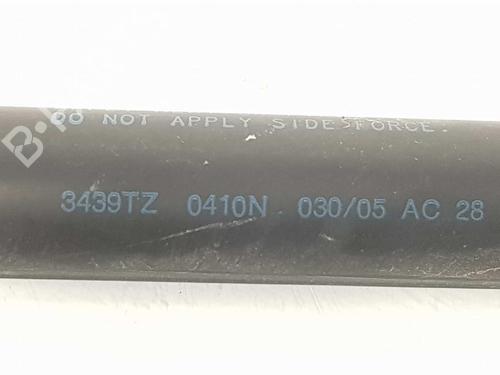 DO NOT APPLY SIDE FORCE.
3439TZ 0410N 030/05 AC 28